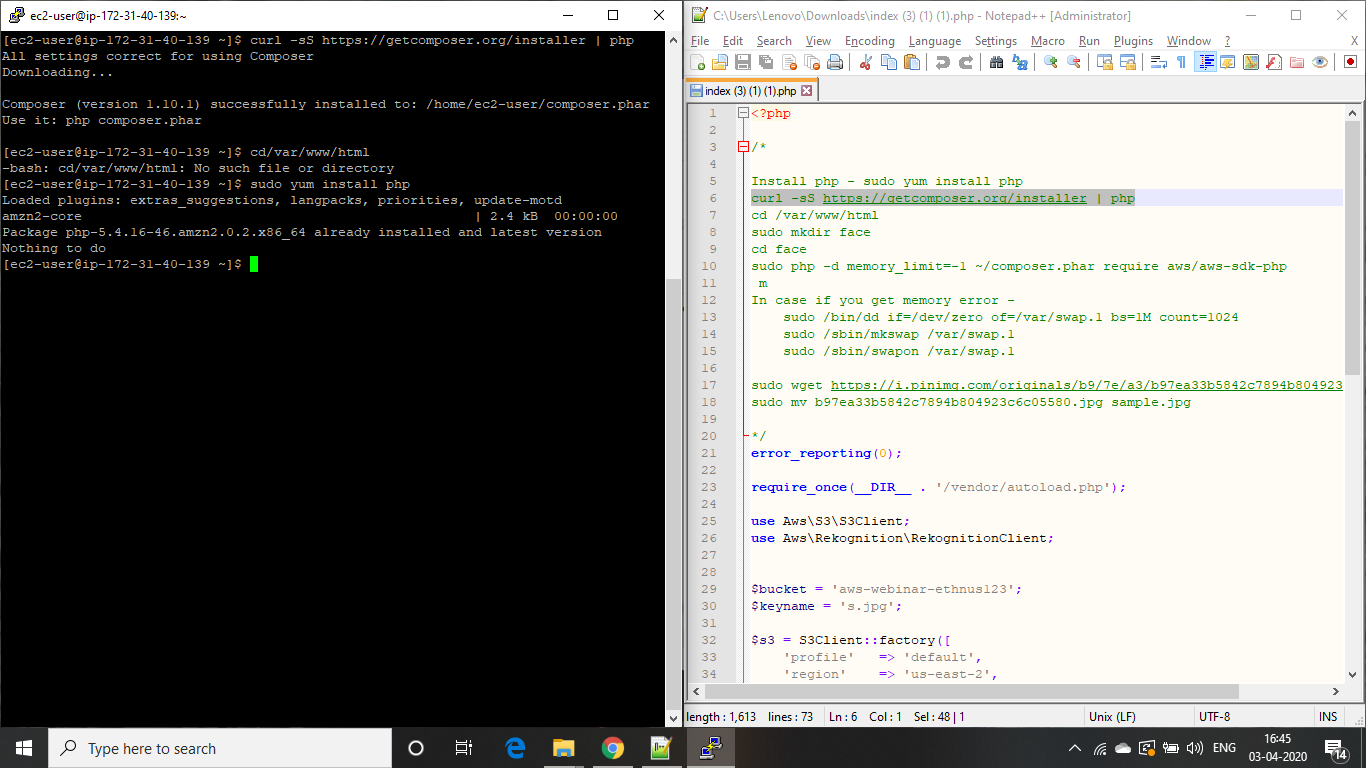 ec2-user@ip-172-31-40-139:~
[ec2-user@ip-172-31-40-139 ~]$ curl -sS https://getcomposer.org/installer | php
All settings correct for using Composer
Downloading...
Composer (version 1.10.1) successfully installed to: /home/ec2-user/composer.phar
Use it: php composer.phar
[ec2-user@ip-172-31-40-139 ~]$ cd/var/www/html
-bash: cd/var/www/html: No such file or directory
[ec2-user@ip-172-31-40-139 ~]$ sudo yum install php
Loaded plugins: extras_suggestions, langpacks, priorities, update-motd
amzn2-core | 2.4 kB 00:00:00
Package php-5.4.16-46.amzn2.0.2.x86_64 already installed and latest version
Nothing to do
[ec2-user@ip-172-31-40-139 ~]$
C:\Users\Lenovo\Downloads\index (3) (1) (1).php - Notepad++ [Administrator]
File Edit Search View Encoding Language Settings Macro Run Plugins Window ? X
index (3) (1) (1).php
1 <?php
2
3 /*
4
5 Install php - sudo yum install php
6 curl -sS https://getcomposer.org/installer | php
7 cd /var/www/html
8 sudo mkdir face
9 cd face
10 sudo php -d memory_limit=-1 ~/composer.phar require aws/aws-sdk-php
11 m
12 In case if you get memory error -
13 sudo /bin/dd if=/dev/zero of=/var/swap.1 bs=1M count=1024
14 sudo /sbin/mkswap /var/swap.1
15 sudo /sbin/swapon /var/swap.1
16
17 sudo wget https://i.pinimg.com/originals/b9/7e/a3/b97ea33b5842c7894b804923
18 sudo mv b97ea33b5842c7894b804923c6c05580.jpg sample.jpg
19
20 */
21 error_reporting(0);
22
23 require_once(__DIR__ . '/vendor/autoload.php');
24
25 use Aws\S3\S3Client;
26 use Aws\Rekognition\RekognitionClient;
27
28
29 $bucket = 'aws-webinar-ethnus123';
30 $keyname = 's.jpg';
31
32 $s3 = S3Client::factory([
33 'profile' => 'default',
34 'region' => 'us-east-2',
length : 1,613 lines : 73 Ln : 6 Col : 1 Sel : 48 | 1 Unix (LF) UTF-8 INS
Type here to search
ENG
16:45
03-04-2020
14